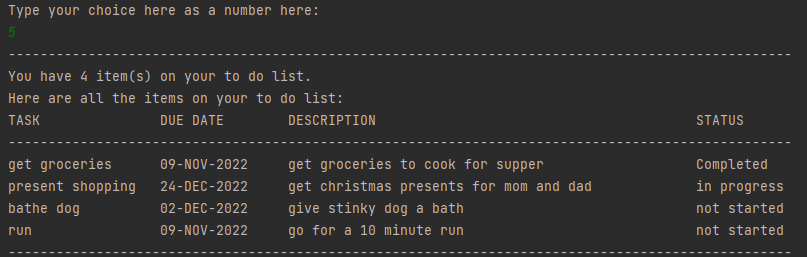 Type your choice here as a number here:
5
--------------------------------------------------------------------------------------------------
You have 4 item(s) on your to do list.
Here are all the items on your to do list:
TASK               DUE DATE        DESCRIPTION                                        STATUS
--------------------------------------------------------------------------------------------------
get groceries      09-NOV-2022     get groceries to cook for supper                   Completed
present shopping   24-DEC-2022     get christmas presents for mom and dad             in progress
bathe dog          02-DEC-2022     give stinky dog a bath                             not started
run                09-NOV-2022     go for a 10 minute run                             not started
--------------------------------------------------------------------------------------------------